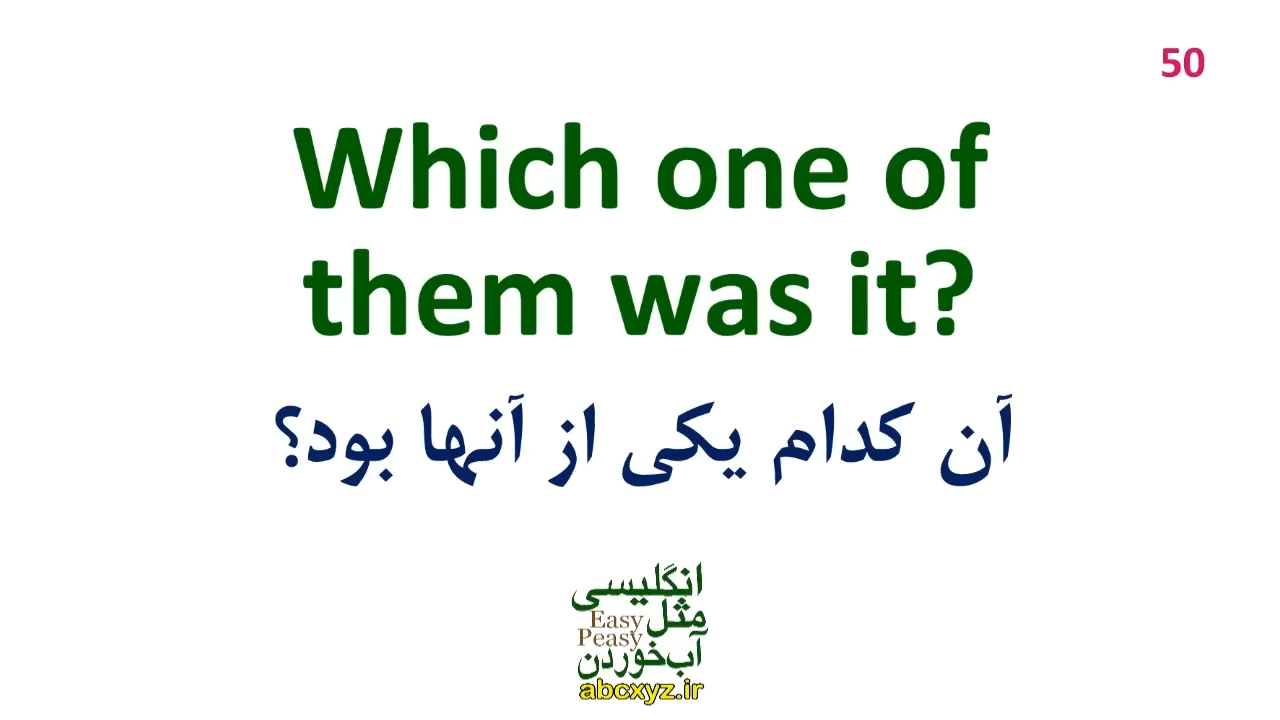 50
Which one of
them was it?
آن کدام یکی از آنها بود؟
انگلیسی
مثل
Easy
Peasy
آب‌خوردن
abcxyz.ir